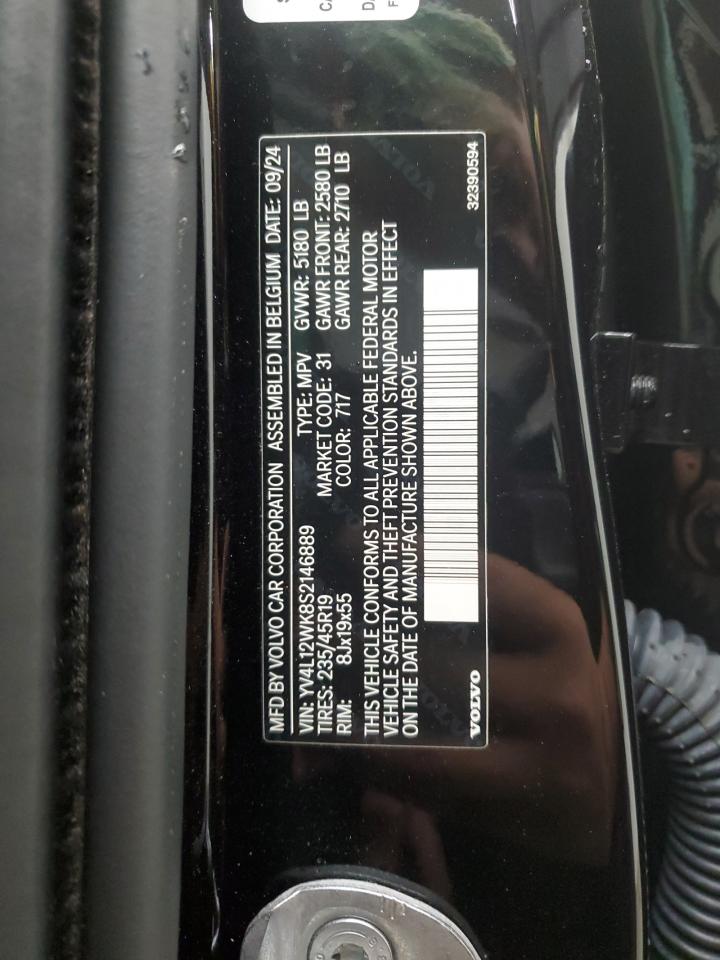 MFD BY VOLVO CAR CORPORATION ASSEMBLED IN BELGIUM DATE: 09/24
VIN: YV4L12WK8S2146889 TYPE: MPV GVWR: 5180 LB
TIRES: 235/45R19 MARKET CODE: 31 GAWR FRONT: 2580 LB
RIM: 8Jx19x55 COLOR: 717 GAWR REAR: 2710 LB
THIS VEHICLE CONFORMS TO ALL APPLICABLE FEDERAL MOTOR
VEHICLE SAFETY AND THEFT PREVENTION STANDARDS IN EFFECT
ON THE DATE OF MANUFACTURE SHOWN ABOVE.
VOLVO 32390594